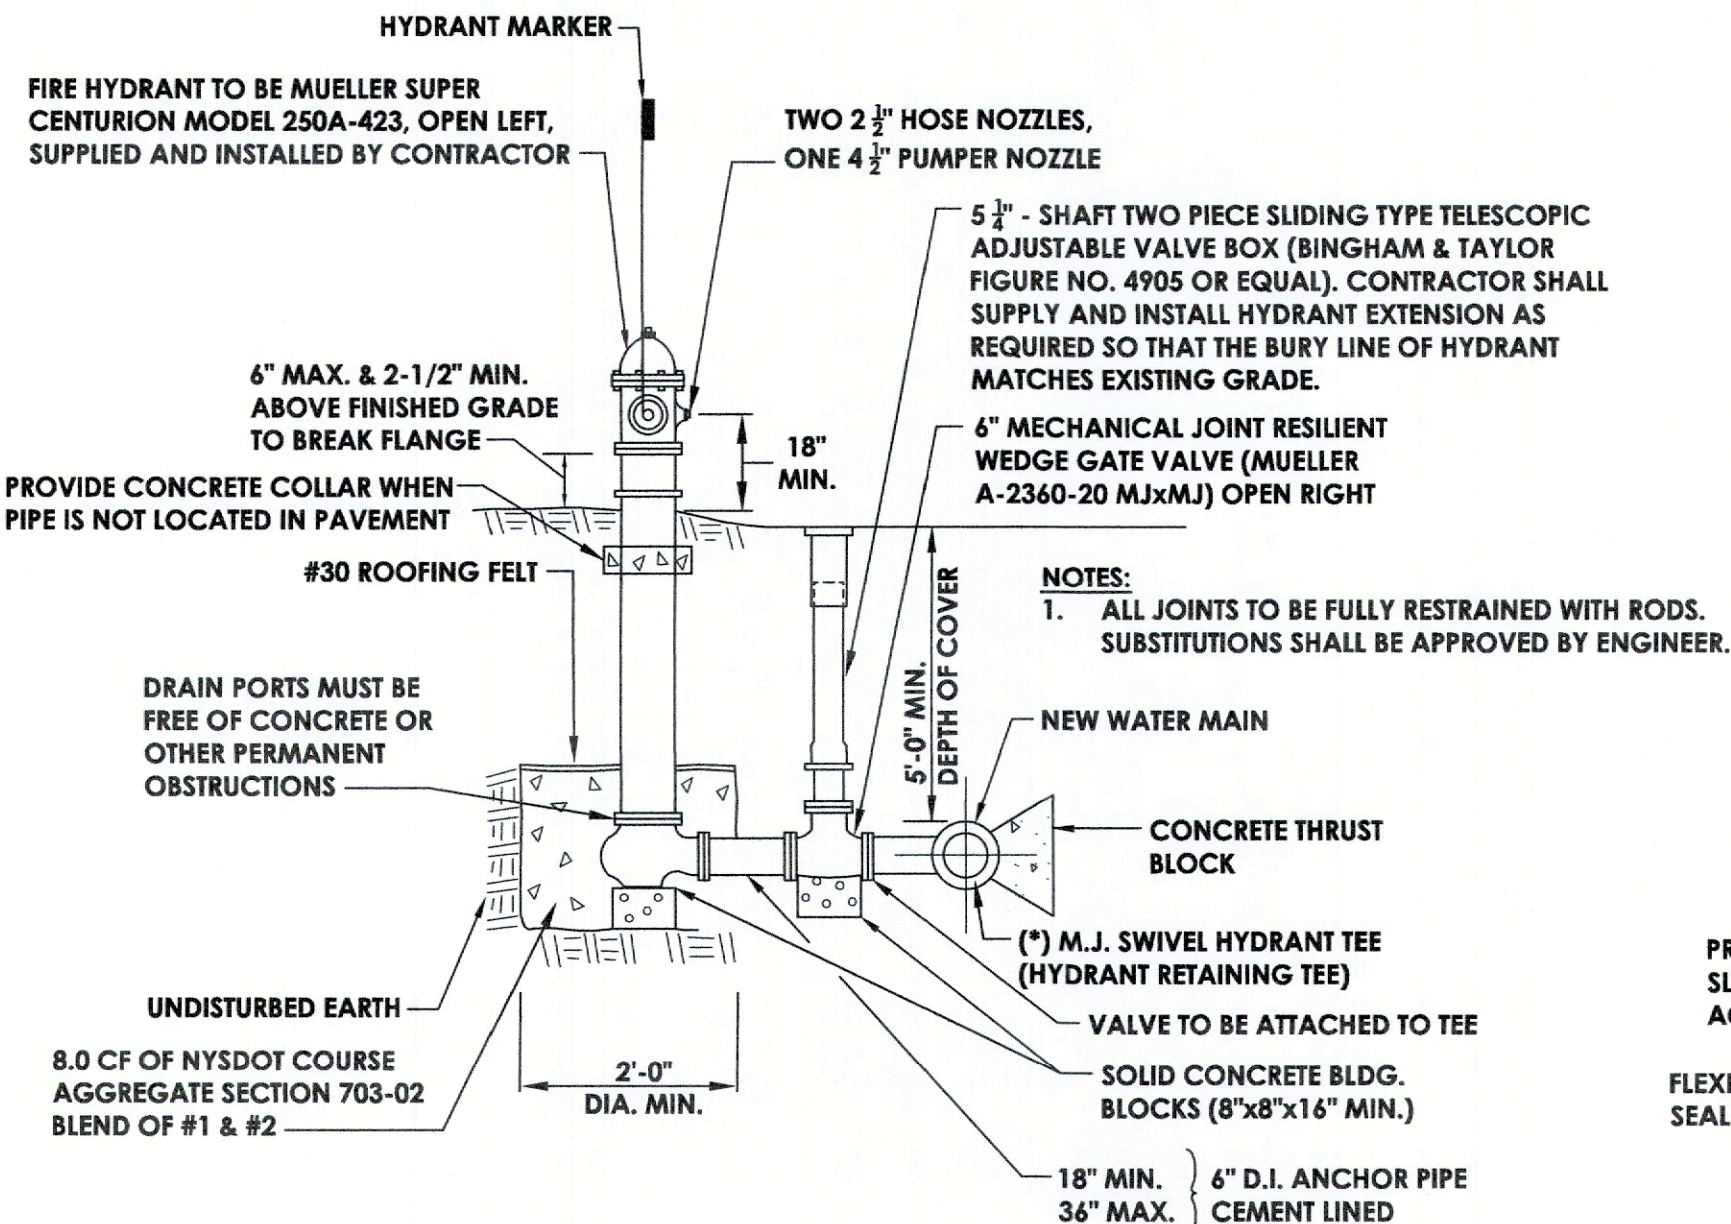 HYDRANT MARKER
FIRE HYDRANT TO BE MUELLER SUPER
CENTURION MODEL 250A-423, OPEN LEFT,
SUPPLIED AND INSTALLED BY CONTRACTOR
TWO 2 1/2" HOSE NOZZLES,
ONE 4 1/2" PUMPER NOZZLE
5 1/4" - SHAFT TWO PIECE SLIDING TYPE TELESCOPIC
ADJUSTABLE VALVE BOX (BINGHAM & TAYLOR
FIGURE NO. 4905 OR EQUAL). CONTRACTOR SHALL
SUPPLY AND INSTALL HYDRANT EXTENSION AS
REQUIRED SO THAT THE BURY LINE OF HYDRANT
MATCHES EXISTING GRADE.
6" MAX. & 2-1/2" MIN.
ABOVE FINISHED GRADE
TO BREAK FLANGE
18"
MIN.
6" MECHANICAL JOINT RESILIENT
WEDGE GATE VALVE (MUELLER
A-2360-20 MJxMJ) OPEN RIGHT
PROVIDE CONCRETE COLLAR WHEN
PIPE IS NOT LOCATED IN PAVEMENT
#30 ROOFING FELT
5'-0" MIN.
DEPTH OF COVER
NOTES:
1. ALL JOINTS TO BE FULLY RESTRAINED WITH RODS.
SUBSTITUTIONS SHALL BE APPROVED BY ENGINEER.
DRAIN PORTS MUST BE
FREE OF CONCRETE OR
OTHER PERMANENT
OBSTRUCTIONS
NEW WATER MAIN
CONCRETE THRUST
BLOCK
(*) M.J. SWIVEL HYDRANT TEE
(HYDRANT RETAINING TEE)
UNDISTURBED EARTH
VALVE TO BE ATTACHED TO TEE
8.0 CF OF NYSDOT COURSE
AGGREGATE SECTION 703-02
BLEND OF #1 & #2
2'-0"
DIA. MIN.
SOLID CONCRETE BLDG.
BLOCKS (8"x8"x16" MIN.)
18" MIN.
36" MAX.
6" D.I. ANCHOR PIPE
CEMENT LINED
PR
SL
FLEXI
SEAL